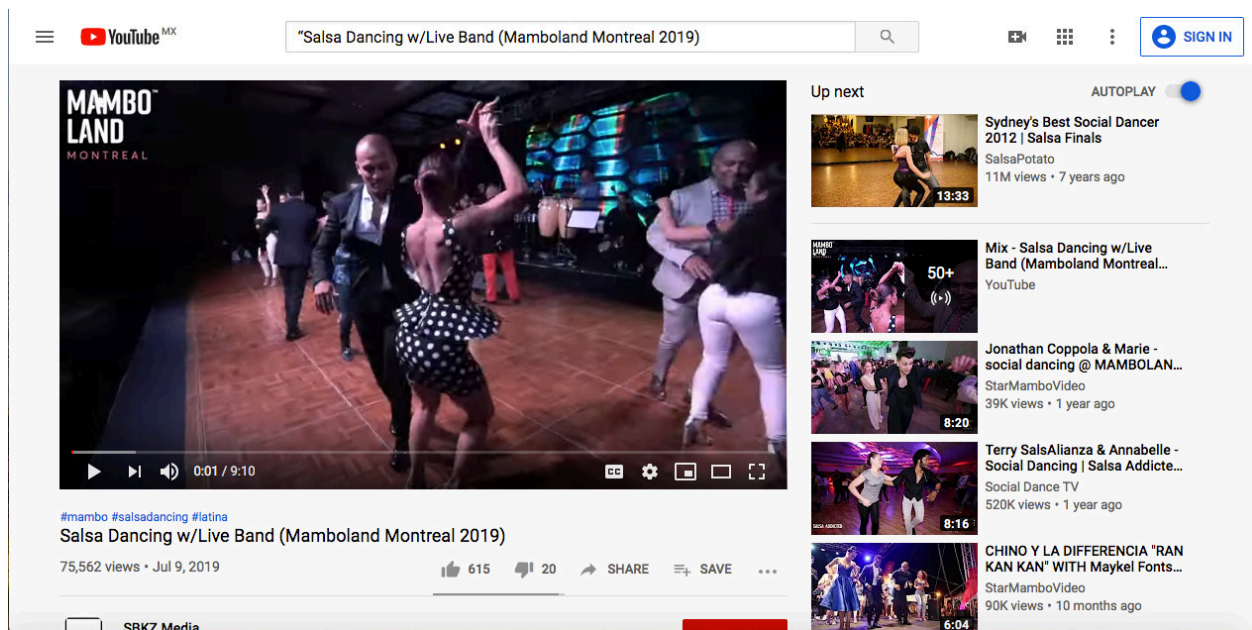 YouTube MX
“Salsa Dancing w/Live Band (Mamboland Montreal 2019)
SIGN IN
MAMBO™
LAND
MONTREAL
0:01 / 9:10
CC
#mambo #salsadancing #latina
Salsa Dancing w/Live Band (Mamboland Montreal 2019)
75,562 views • Jul 9, 2019
615
20
SHARE
SAVE
SBKZ Media
Up next
AUTOPLAY
13:33
Sydney's Best Social Dancer
2012 | Salsa Finals
SalsaPotato
11M views • 7 years ago
MAMBO
LAND
50+
Mix - Salsa Dancing w/Live
Band (Mamboland Montreal...
YouTube
8:20
Jonathan Coppola & Marie -
social dancing @ MAMBOLAN...
StarMamboVideo
39K views • 1 year ago
SALSA ADDICTED
8:16
Terry SalsAlianza & Annabelle -
Social Dancing | Salsa Addicte...
Social Dance TV
520K views • 1 year ago
6:04
CHINO Y LA DIFFERENCIA "RAN
KAN KAN" WITH Maykel Fonts...
StarMamboVideo
90K views • 10 months ago